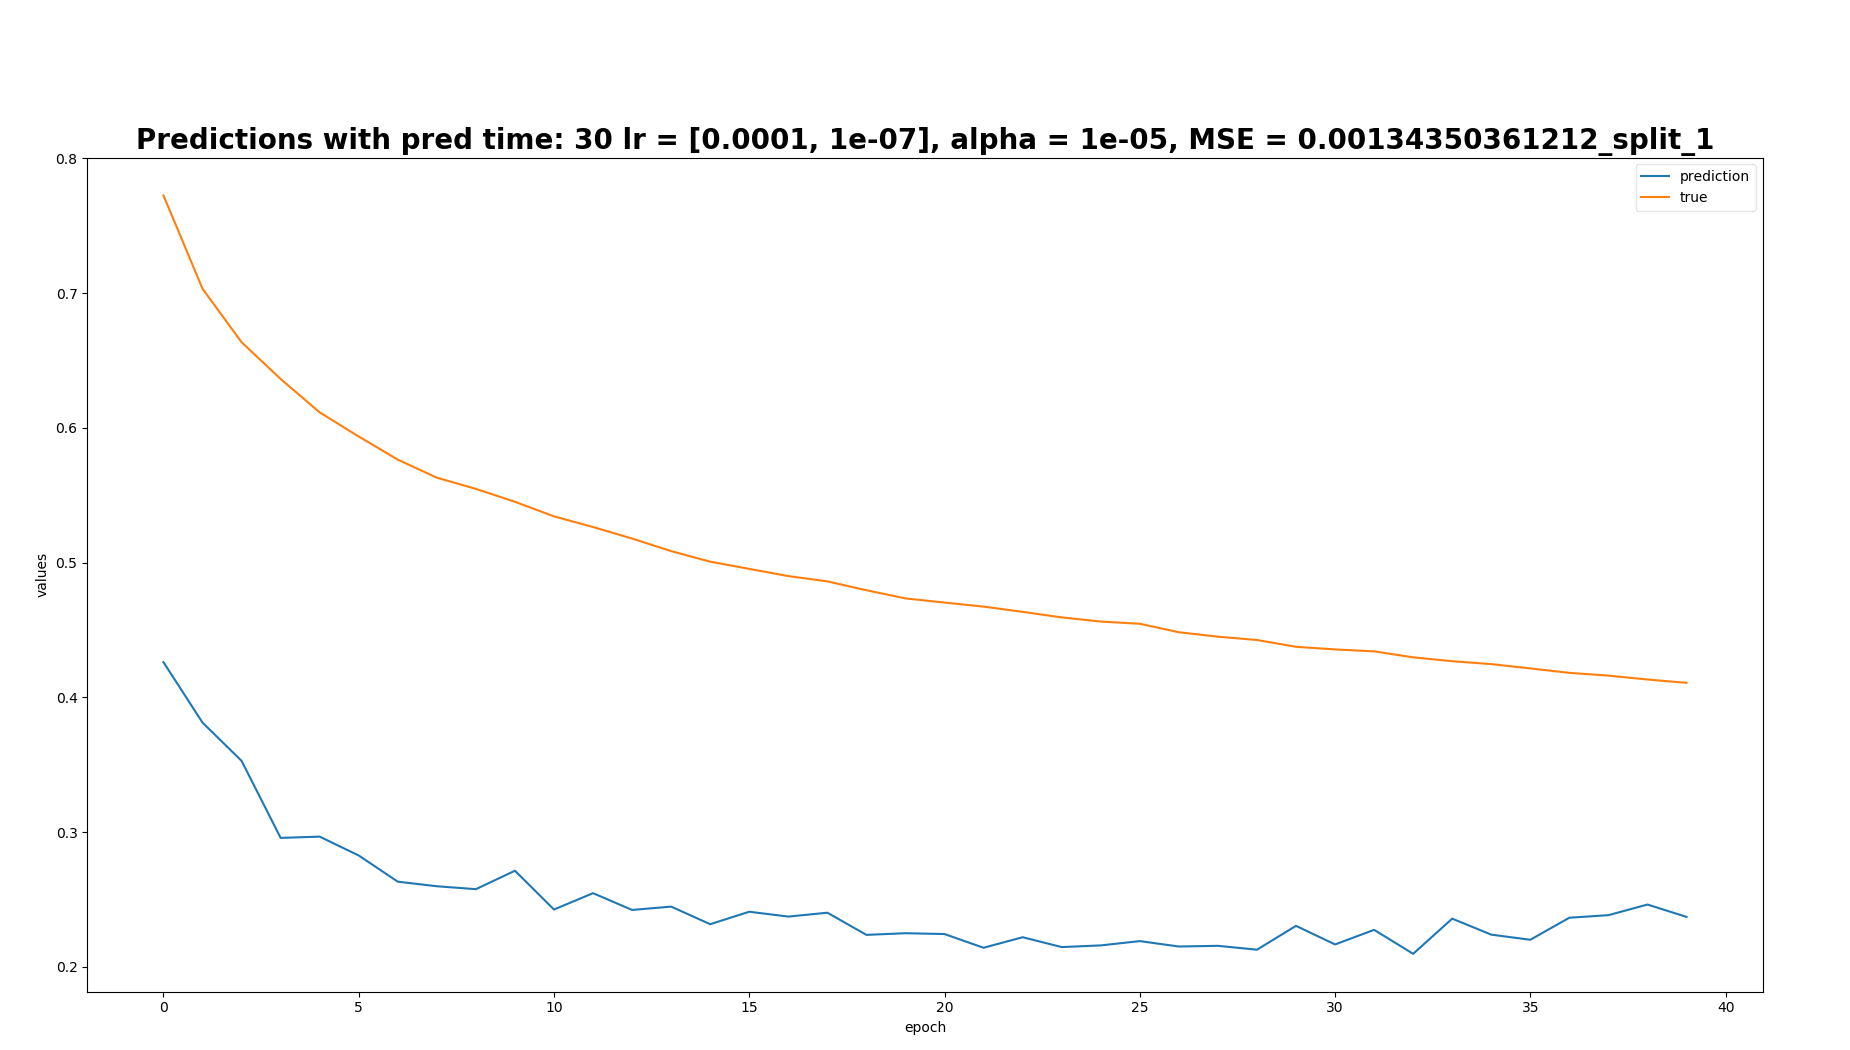 Predictions with pred time: 30 lr = [0.0001, 1e-07], alpha = 1e-05, MSE = 0.00134350361212_split_1
prediction
true
values
0.8
0.7
0.6
0.5
0.4
0.3
0.2
0 5 10 15 20 25 30 35 40
epoch